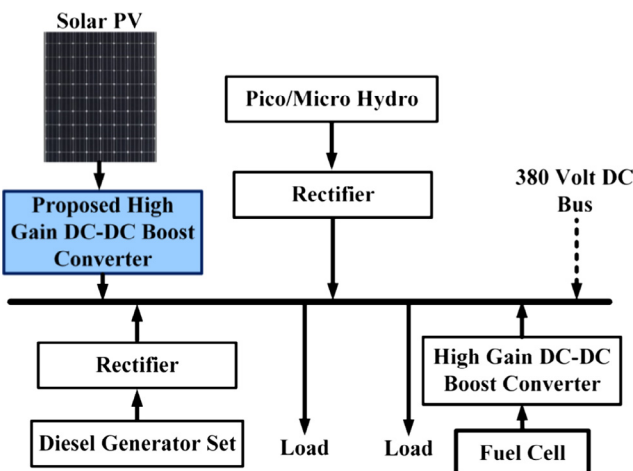 Solar PV
Pico/Micro Hydro
Rectifier
380 Volt DC
Bus
Proposed High
Gain DC-DC Boost
Converter
Rectifier
High Gain DC-DC
Boost Converter
Diesel Generator Set
Load
Load
Fuel Cell